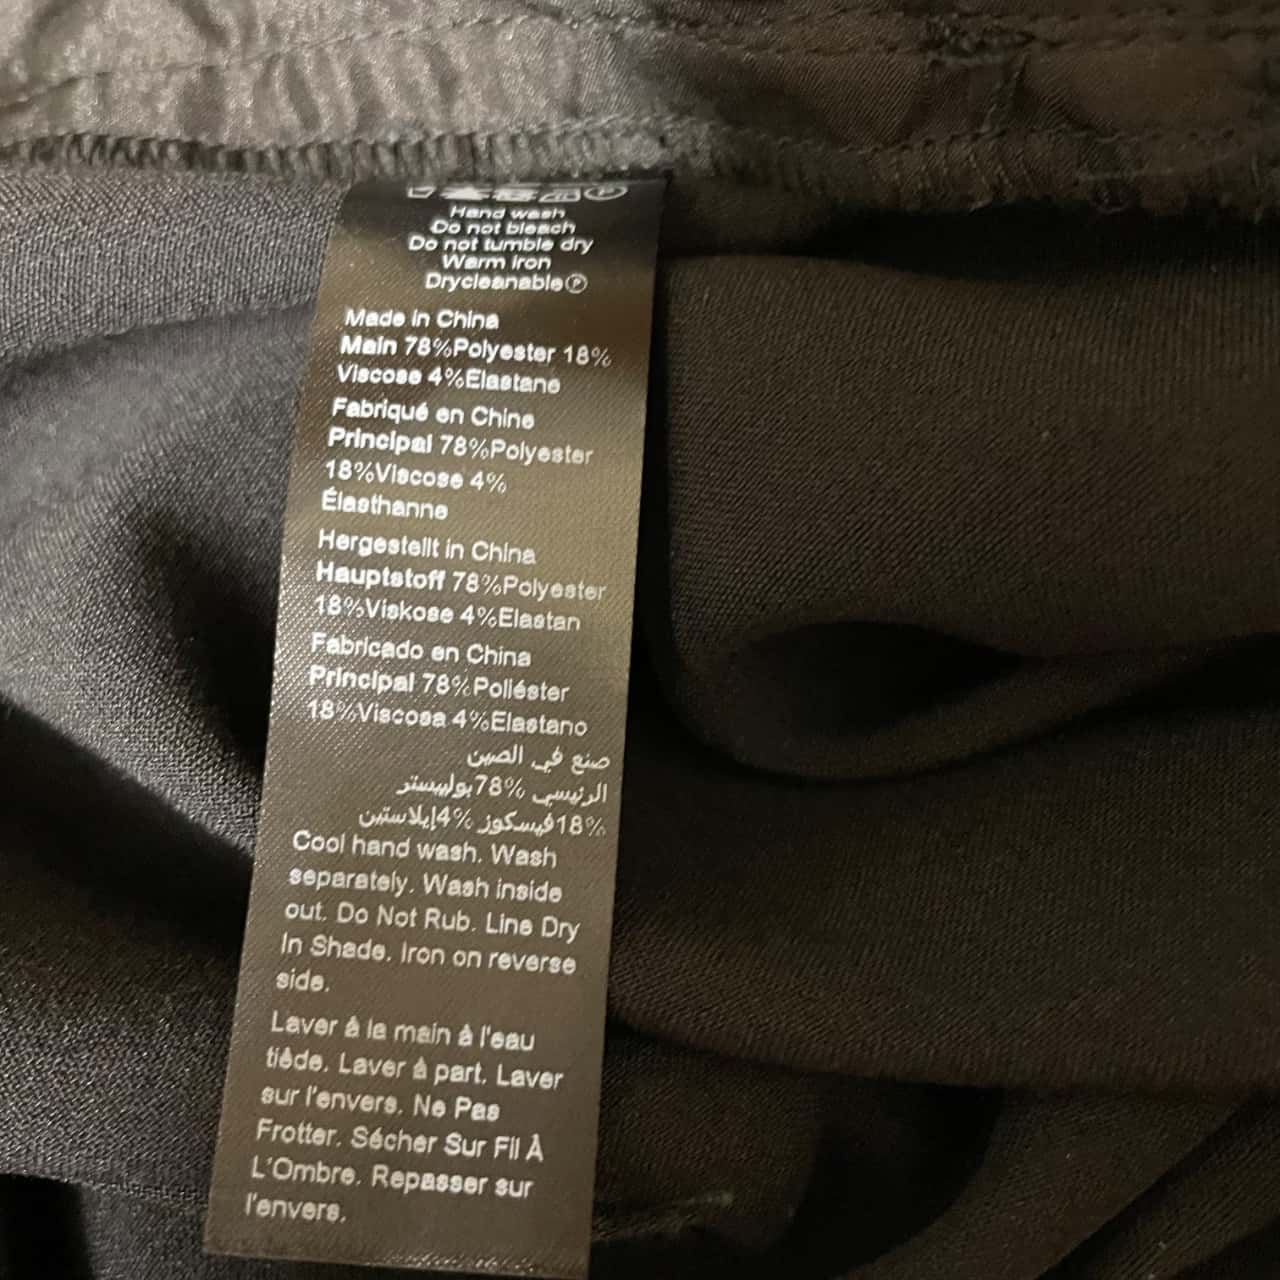 Hand wash
Do not bleach
Do not tumble dry
Warm iron
DrycleanableⓅ
Made in China
Main 78%Polyester 18%
Viscose 4%Elastane
Fabriqué en Chine
Principal 78%Polyester
18%Viscose 4%
Élasthanne
Hergestellt in China
Hauptstoff 78%Polyester
18%Viskose 4%Elastan
Fabricado en China
Principal 78%Poliéster
18%Viscosa 4%Elastano
صنع في الصين
الرئيسي 78%بوليستر
18%فيسكوز 4%إيلاستين
Cool hand wash. Wash
separately. Wash inside
out. Do Not Rub. Line Dry
In Shade. Iron on reverse
side.
Laver à la main à l'eau
tiède. Laver à part. Laver
sur l'envers. Ne Pas
Frotter. Sécher Sur Fil À
L'Ombre. Repasser sur
l'envers.